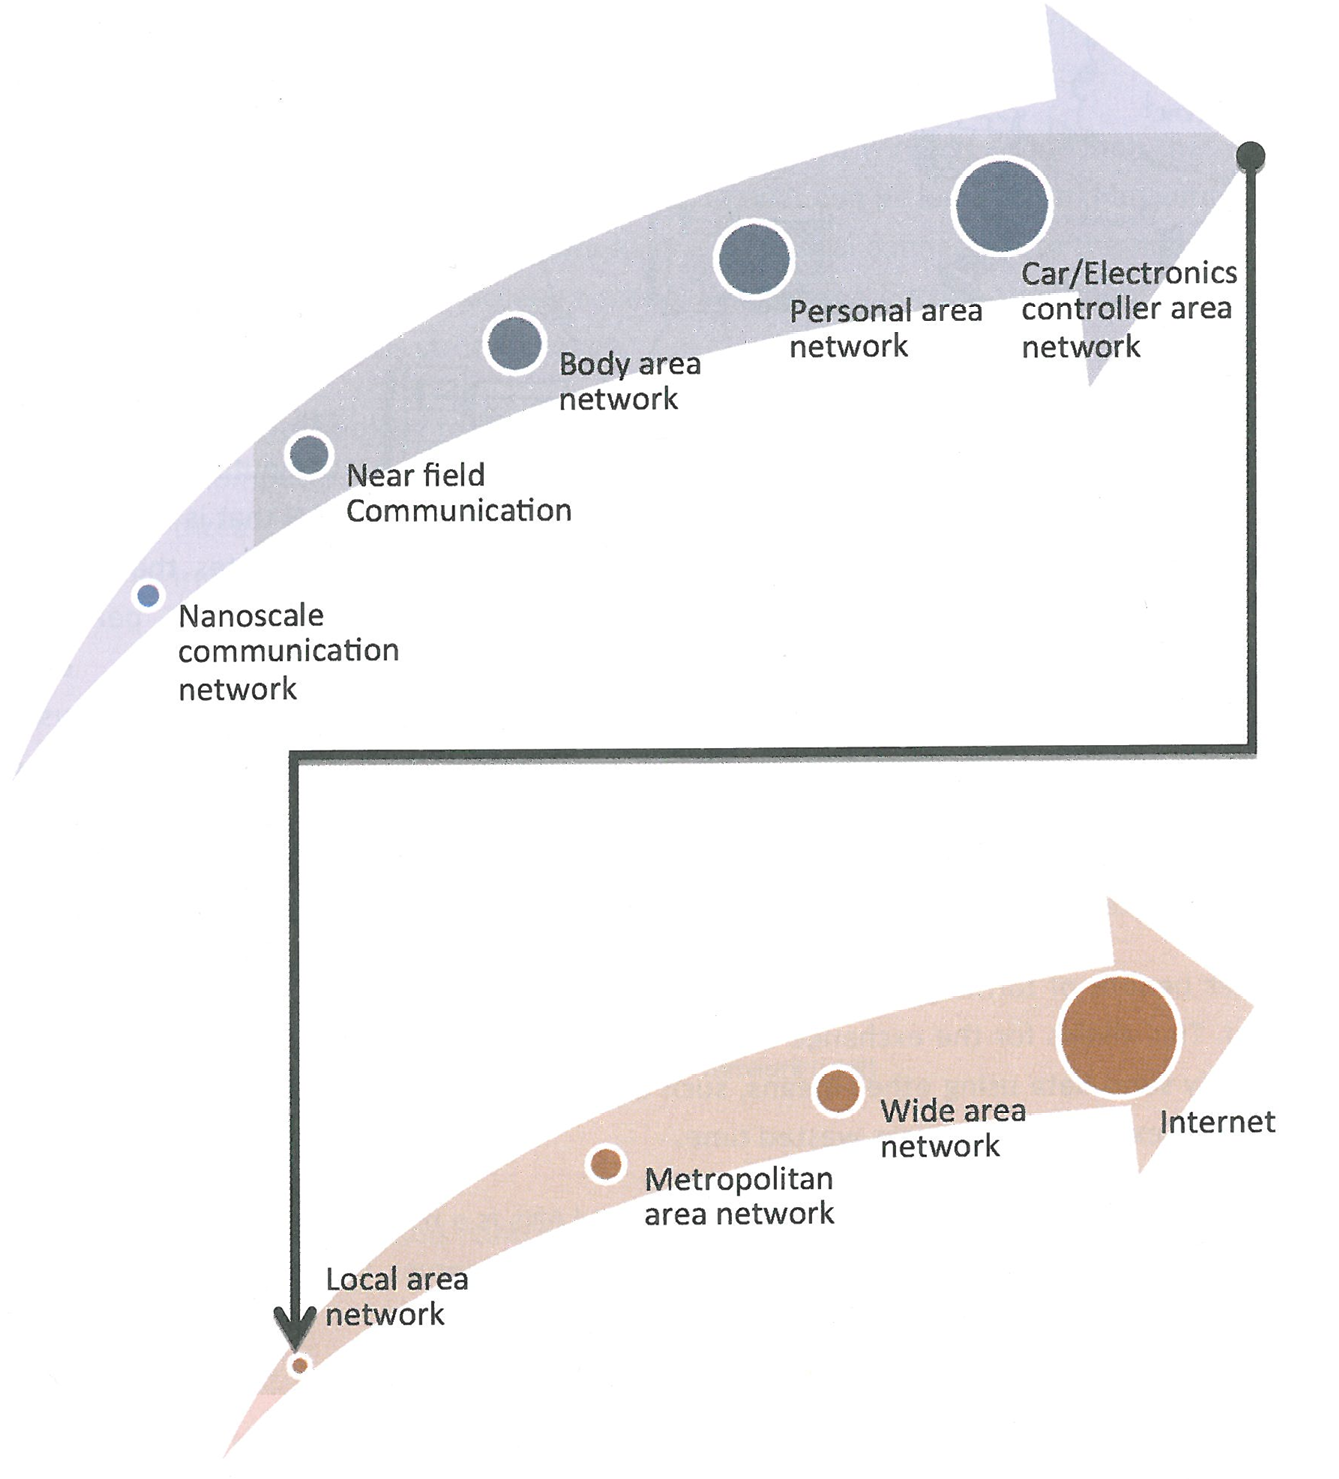 Car/Electronics
controller area
network
Personal area
network
Body area
network
Near field
Communication
Nanoscale
communication
network
Internet
Wide area
network
Metropolitan
area network
Local area
network